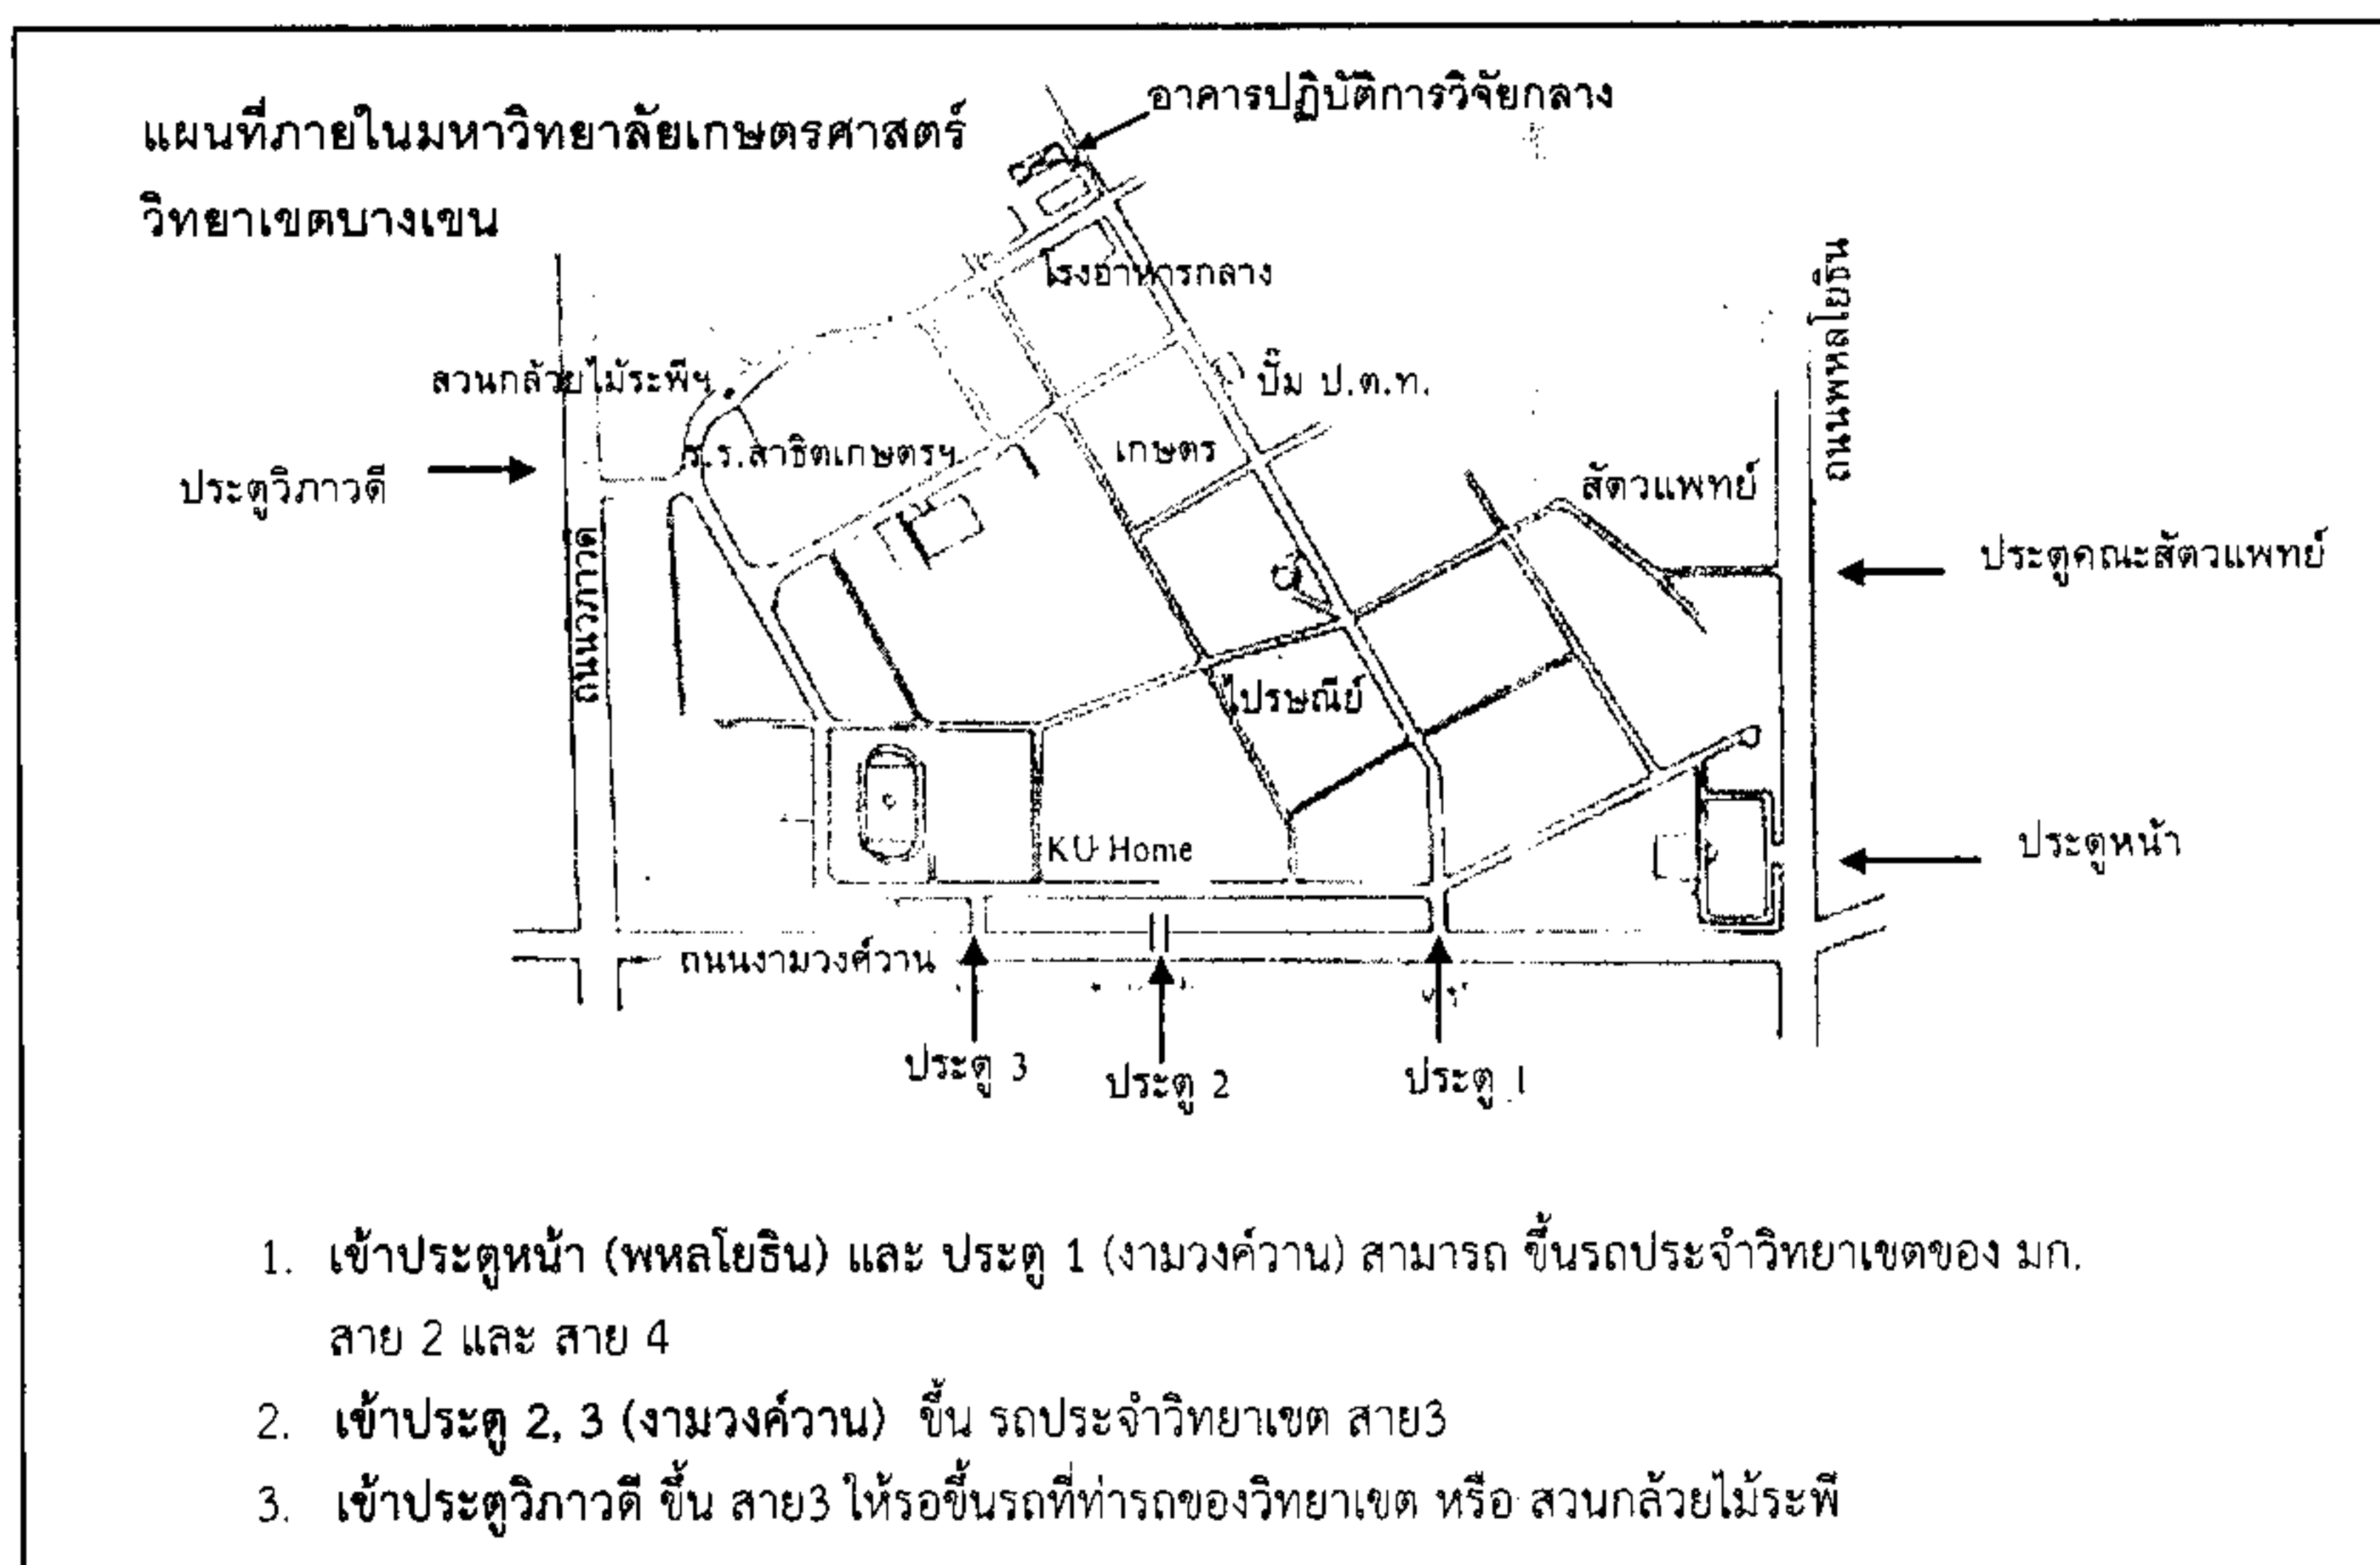 แผนที่ภายในมหาวิทยาลัยเกษตรศาสตร์
วิทยาเขตบางเขน
อาคารปฏิบัติการวิจัยกลาง
โรงอาหารกลาง
ถนนพหลโยธิน
สวนกล้วยไม้ระพีฯ
ปั๊ม ป.ต.ท.
ร.ร.สาธิตเกษตรฯ
เกษตร
ประตูวิภาวดี
สัตวแพทย์
ประตูคณะสัตวแพทย์
ถนนวิภาวดี
ไปรษณีย์
KU Home
ประตูหน้า
ถนนงามวงศ์วาน
ประตู 3
ประตู 2
ประตู 1
1. เข้าประตูหน้า (พหลโยธิน) และ ประตู 1 (งามวงค์วาน) สามารถ ขึ้นรถประจำวิทยาเขตของ มก.
สาย 2 และ สาย 4
2. เข้าประตู 2, 3 (งามวงค์วาน) ขึ้น รถประจำวิทยาเขต สาย3
3. เข้าประตูวิภาวดี ขึ้น สาย3 ให้รอขึ้นรถที่ท่ารถของวิทยาเขต หรือ สวนกล้วยไม้ระพี